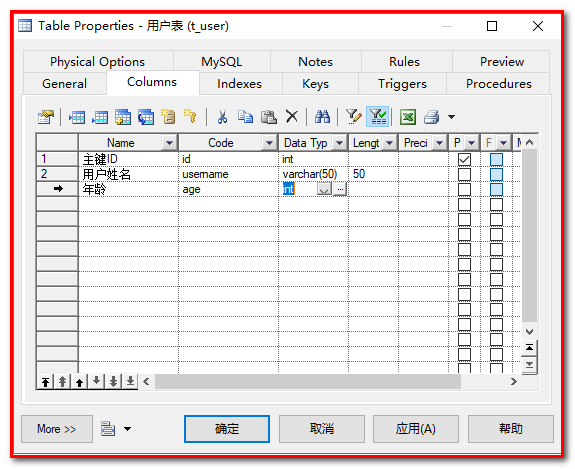 Table Properties - 用户表 (t_user)
Physical Options MySQL Notes Rules Preview
General Columns Indexes Keys Triggers Procedures
Name Code Data Typ Lengt Preci P F M
1 主键ID id int
2 用户姓名 username varchar(50) 50
年龄 age int ...
More >> 确定 取消 应用(A) 帮助